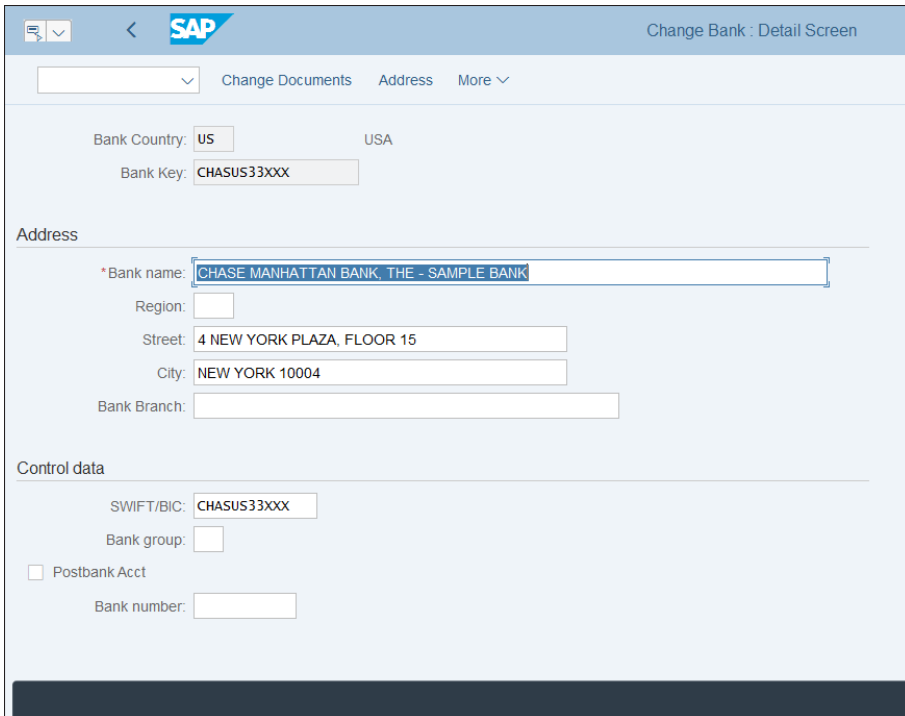 SAP Change Bank : Detail Screen
Change Documents Address More
Bank Country: US USA
Bank Key: CHASUS33XXX
Address
*Bank name: CHASE MANHATTAN BANK, THE - SAMPLE BANK
Region:
Street: 4 NEW YORK PLAZA, FLOOR 15
City: NEW YORK 10004
Bank Branch:
Control data
SWIFT/BIC: CHASUS33XXX
Bank group:
Postbank Acct
Bank number: